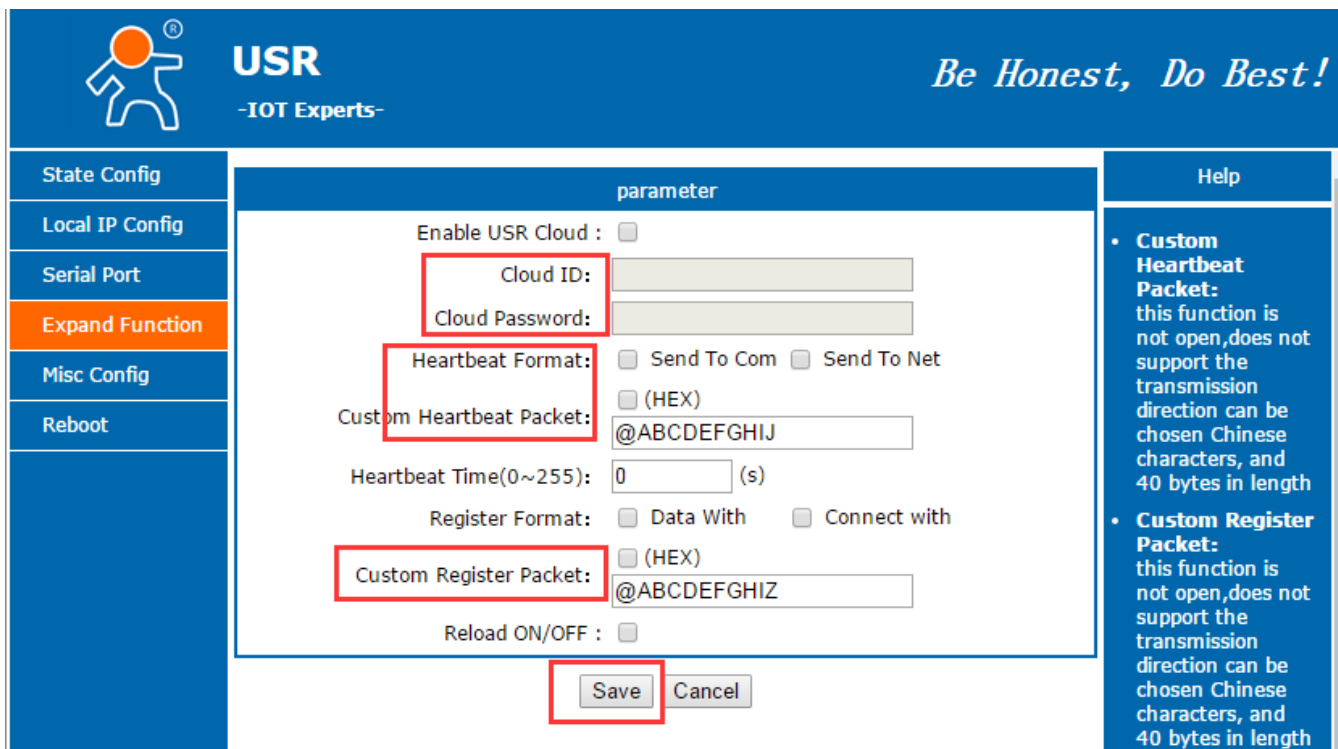 ®
USR
-IOT Experts-
Be Honest, Do Best!
State Config
Local IP Config
Serial Port
Expand Function
Misc Config
Reboot
parameter
Enable USR Cloud :
Cloud ID:
Cloud Password:
Heartbeat Format: Send To Com Send To Net
Custom Heartbeat Packet: (HEX)
@ABCDEFGHIJ
Heartbeat Time(0~255): 0 (s)
Register Format: Data With Connect with
Custom Register Packet: (HEX)
@ABCDEFGHIZ
Reload ON/OFF :
Save Cancel
Help
• Custom
Heartbeat
Packet:
this function is
not open,does not
support the
transmission
direction can be
chosen Chinese
characters, and
40 bytes in length
• Custom Register
Packet:
this function is
not open,does not
support the
transmission
direction can be
chosen Chinese
characters, and
40 bytes in length